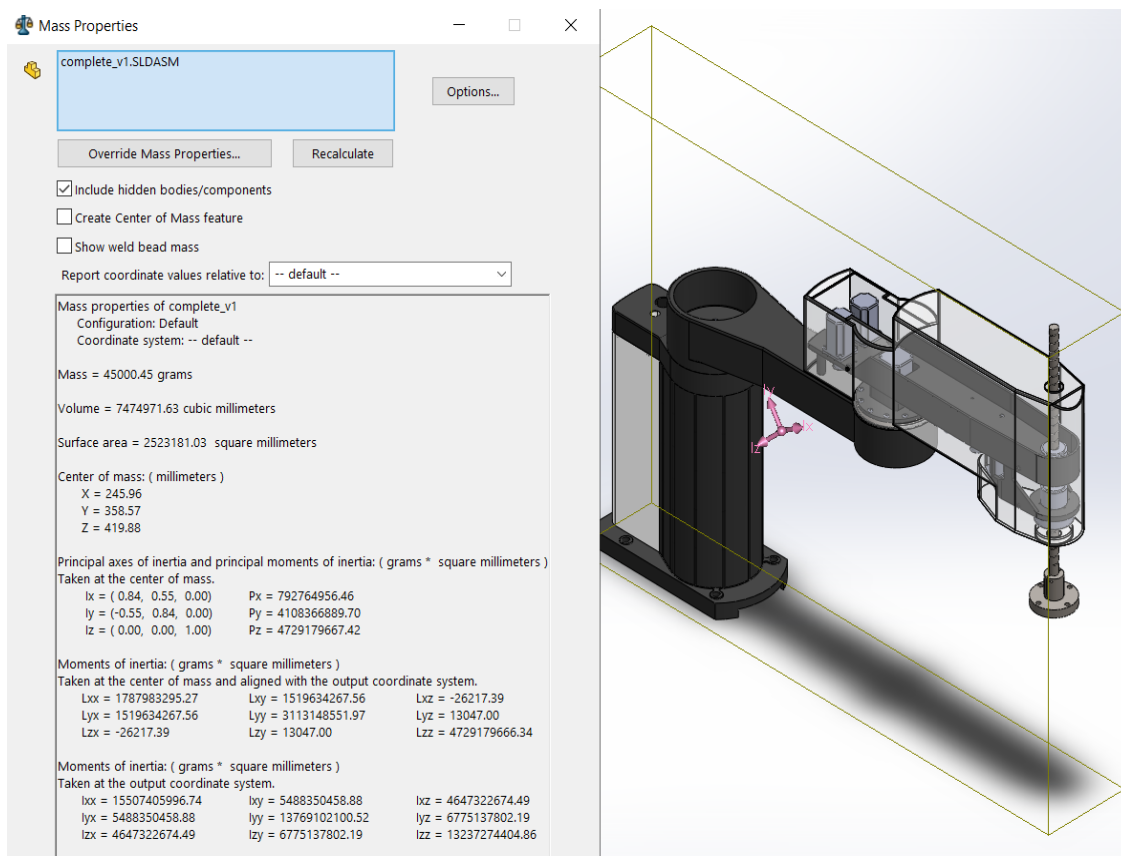 Mass Properties
complete_v1.SLDASM
Options...
Override Mass Properties...
Recalculate
Include hidden bodies/components
Create Center of Mass feature
Show weld bead mass
Report coordinate values relative to: -- default --
Mass properties of complete_v1
Configuration: Default
Coordinate system: -- default --
Mass = 45000.45 grams
Volume = 7474971.63 cubic millimeters
Surface area = 2523181.03 square millimeters
Center of mass: ( millimeters )
X = 245.96
Y = 358.57
Z = 419.88
Principal axes of inertia and principal moments of inertia: ( grams * square millimeters )
Taken at the center of mass.
Ix = ( 0.84, 0.55, 0.00) Px = 792764956.46
Iy = (-0.55, 0.84, 0.00) Py = 4108366889.70
Iz = ( 0.00, 0.00, 1.00) Pz = 4729179667.42
Moments of inertia: ( grams * square millimeters )
Taken at the center of mass and aligned with the output coordinate system.
Lxx = 1787983295.27 Lxy = 1519634267.56 Lxz = -26217.39
Lyx = 1519634267.56 Lyy = 3113148551.97 Lyz = 13047.00
Lzx = -26217.39 Lzy = 13047.00 Lzz = 4729179666.34
Moments of inertia: ( grams * square millimeters )
Taken at the output coordinate system.
Ixx = 15507405996.74 Ixy = 5488350458.88 Ixz = 4647322674.49
Iyx = 5488350458.88 Iyy = 13769102100.52 Iyz = 6775137802.19
Izx = 4647322674.49 Izy = 6775137802.19 Izz = 13237274404.86
Iy
Ix
Iz